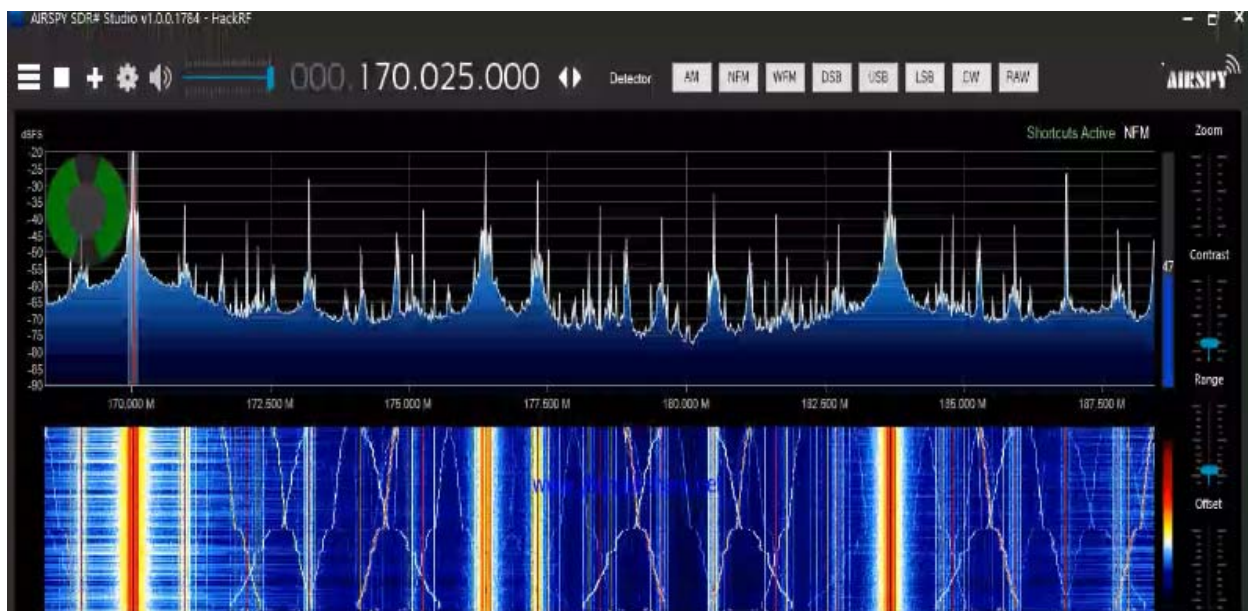 AIRSPY SDR# Studio v1.0.0.1784 - HackRF
000.170.025.000 Detector AM NFM WFM DSB USB LSB CW RAW AIRSPY
Shortcuts Active NFM Zoom
dBFS
-20
-25
-30
-35
-40
-45
-50
-55
-60
-65
-70
-75
-80
-85
-90
47
Contrast
Range
170.000 M 172.500 M 175.000 M 177.500 M 180.000 M 182.500 M 185.000 M 187.500 M
Offset